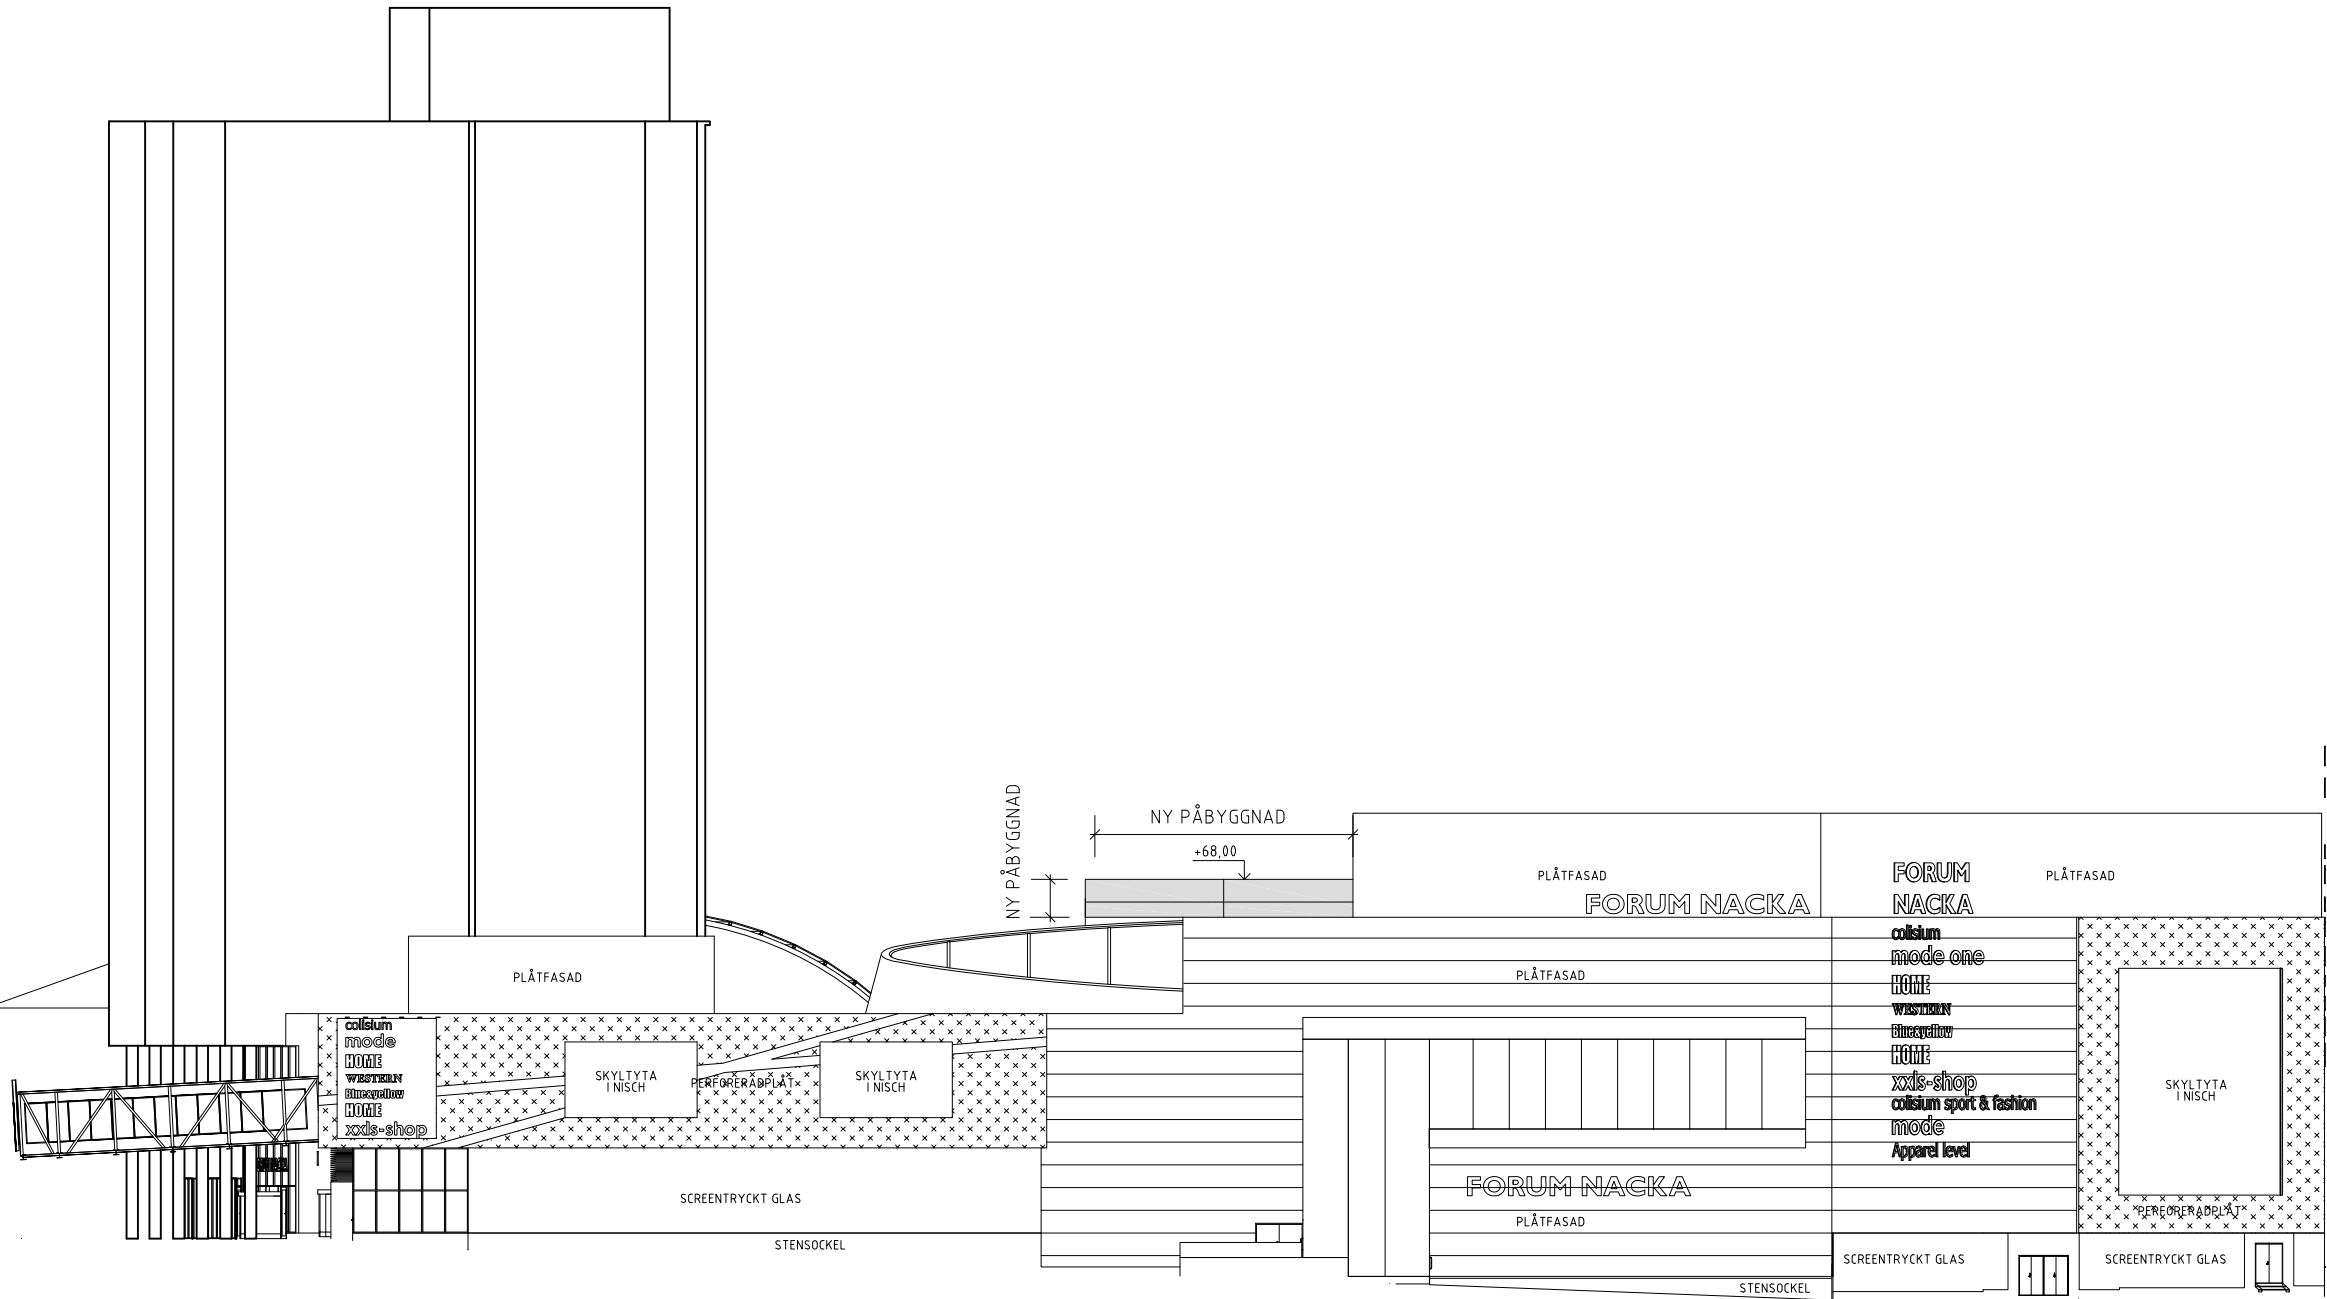 NY PÅBYGGNAD
NY PÅBYGGNAD
+68,00
PLÅTFASAD
FORUM NACKA
FORUM
NACKA
PLÅTFASAD
colisium
mode one
HOME
WESTERN
Blue&yellow
HOME
xxls-shop
colisium sport & fashion
mode
Apparel level
PLÅTFASAD
PLÅTFASAD
colisium
mode
HOME
WESTERN
Blue&yellow
HOME
xxls-shop
SKYLTYTA
I NISCH
PERFORERADPLÅT
SKYLTYTA
I NISCH
SKYLTYTA
I NISCH
FORUM NACKA
PLÅTFASAD
PERFORERADPLÅT
SCREENTRYCKT GLAS
STENSOCKEL
SCREENTRYCKT GLAS
SCREENTRYCKT GLAS
STENSOCKEL